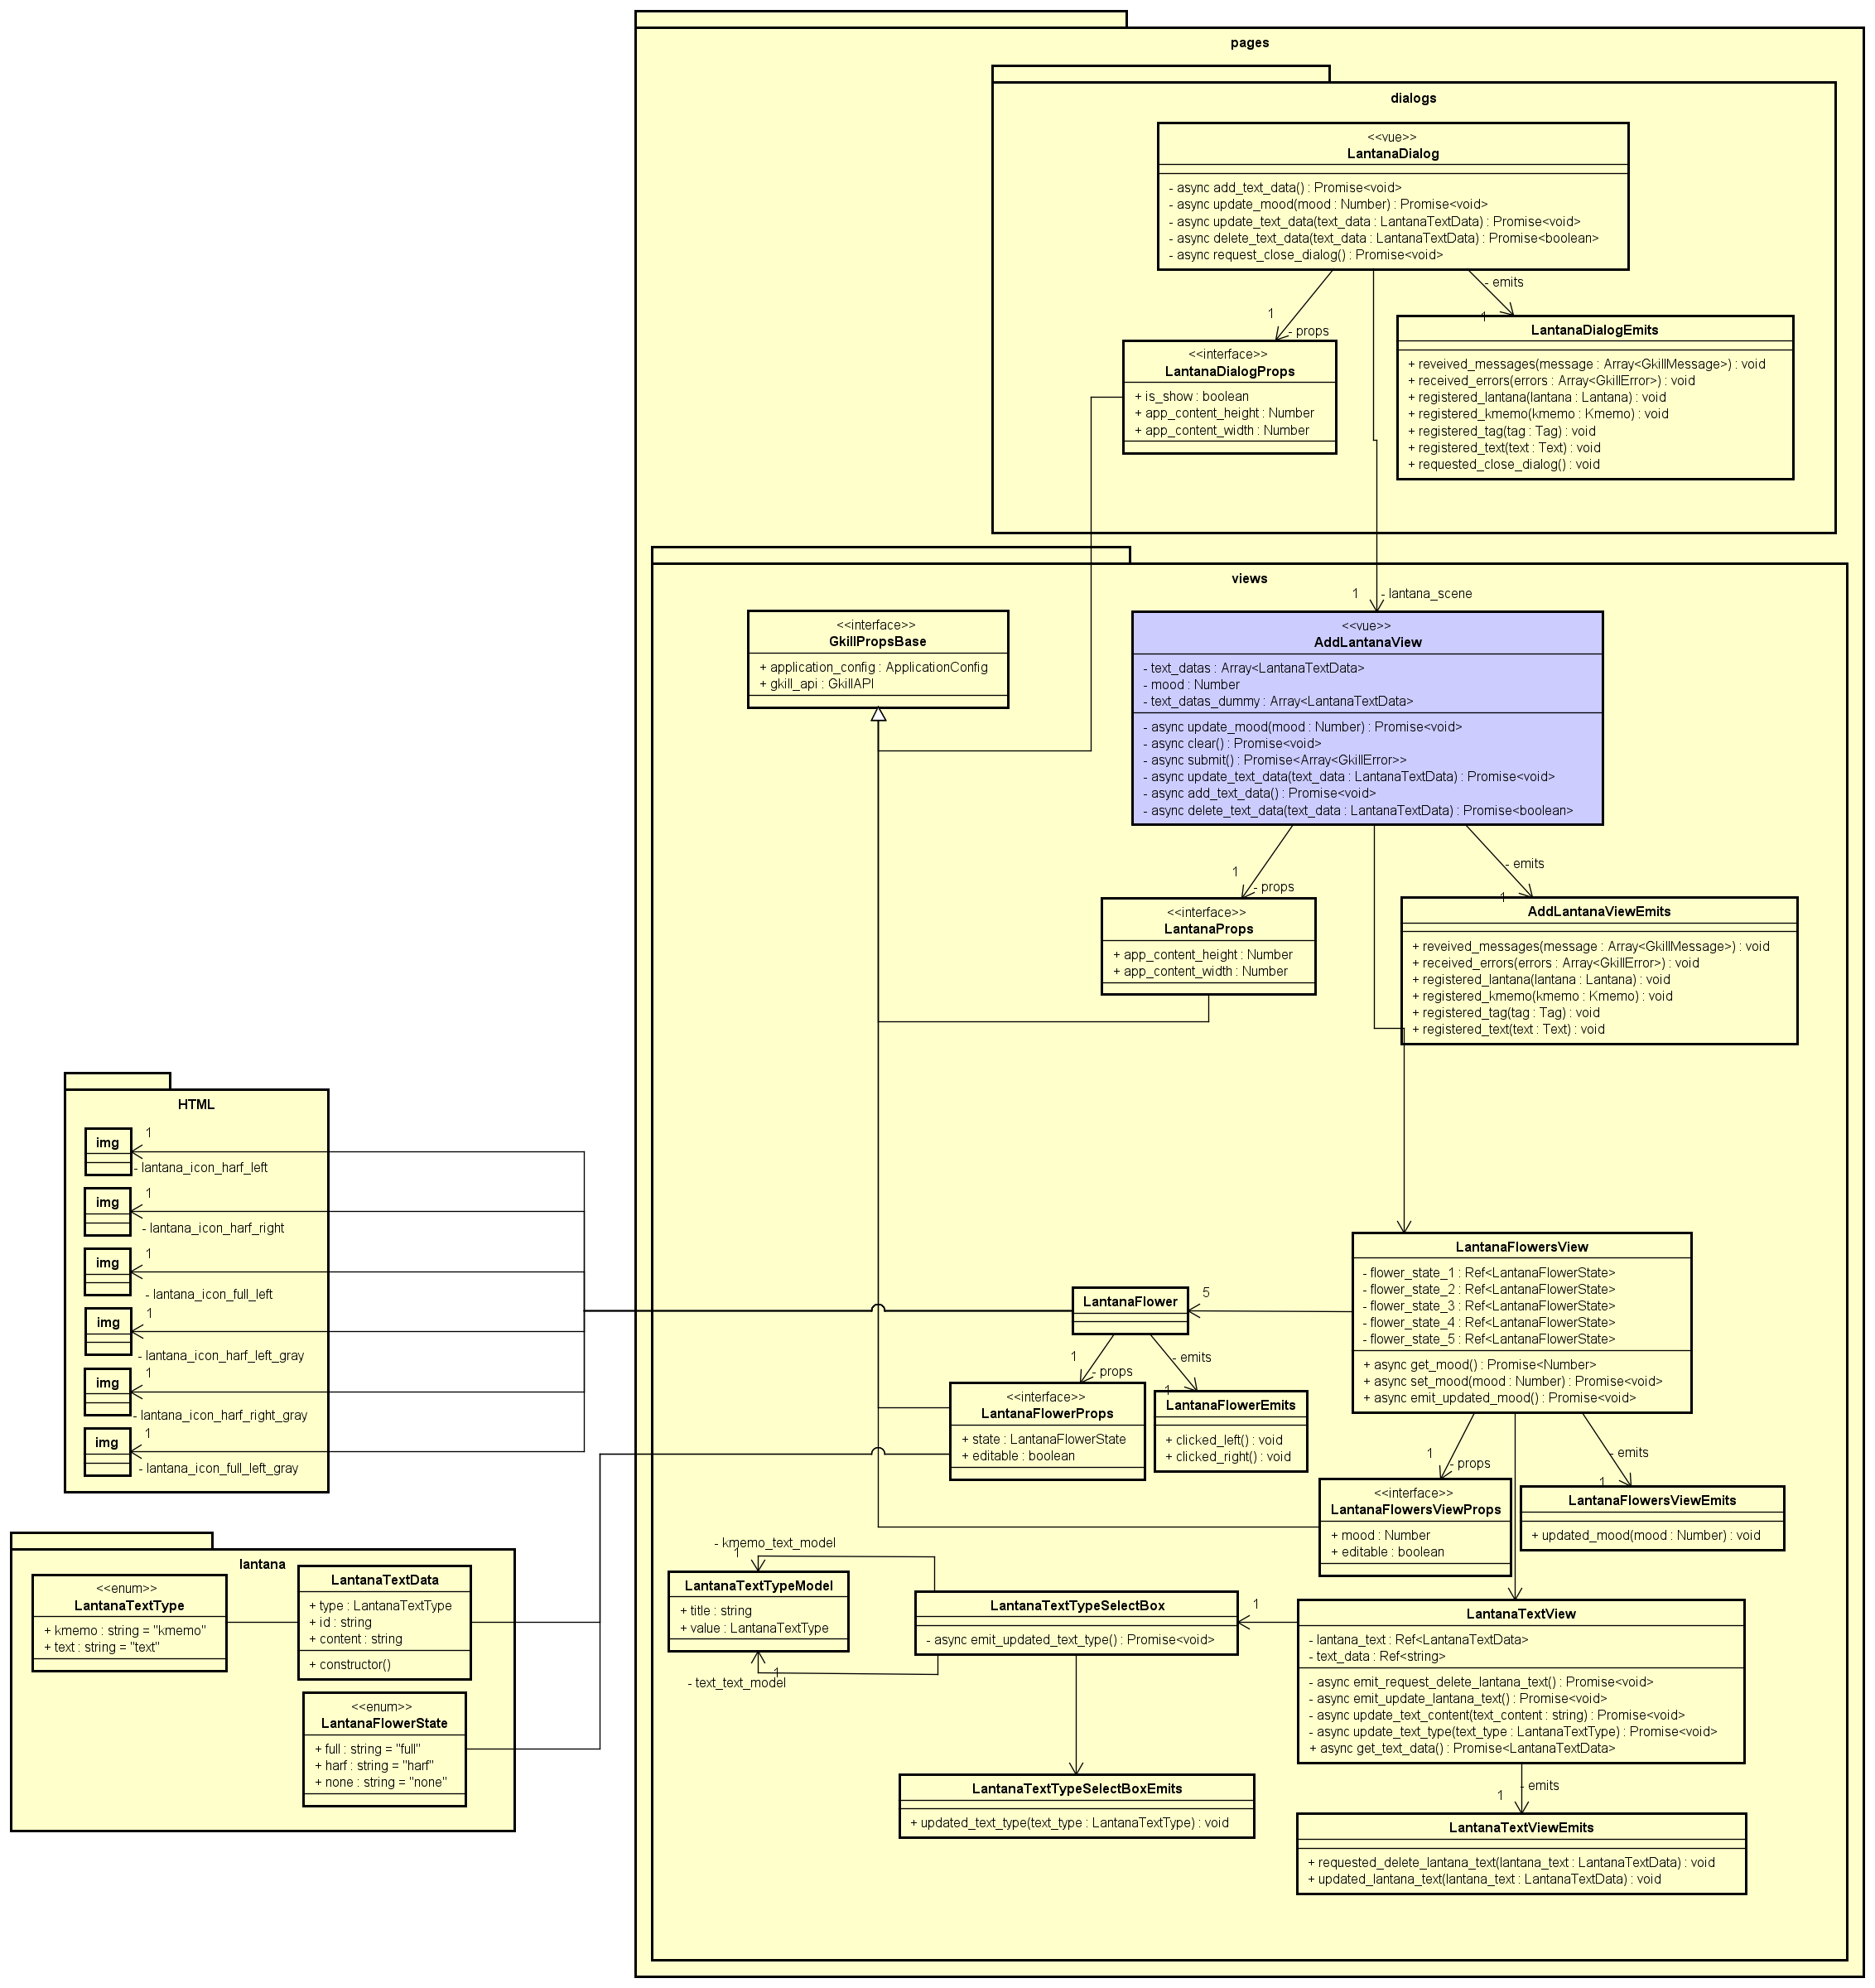 pages
dialogs
<<vue>>
LantanaDialog
- async add_text_data() : Promise<void>
- async update_mood(mood : Number) : Promise<void>
- async update_text_data(text_data : LantanaTextData) : Promise<void>
- async delete_text_data(text_data : LantanaTextData) : Promise<boolean>
- async request_close_dialog() : Promise<void>
- emits
1
1
- props
<<interface>>
LantanaDialogProps
+ is_show : boolean
+ app_content_height : Number
+ app_content_width : Number
LantanaDialogEmits
+ reveived_messages(message : Array<GkillMessage>) : void
+ received_errors(errors : Array<GkillError>) : void
+ registered_lantana(lantana : Lantana) : void
+ registered_kmemo(kmemo : Kmemo) : void
+ registered_tag(tag : Tag) : void
+ registered_text(text : Text) : void
+ requested_close_dialog() : void
views
1
- lantana_scene
<<interface>>
GkillPropsBase
+ application_config : ApplicationConfig
+ gkill_api : GkillAPI
<<vue>>
AddLantanaView
- text_datas : Array<LantanaTextData>
- mood : Number
- text_datas_dummy : Array<LantanaTextData>
- async update_mood(mood : Number) : Promise<void>
- async clear() : Promise<void>
- async submit() : Promise<Array<GkillError>>
- async update_text_data(text_data : LantanaTextData) : Promise<void>
- async add_text_data() : Promise<void>
- async delete_text_data(text_data : LantanaTextData) : Promise<boolean>
1
- props
- emits
1
<<interface>>
LantanaProps
+ app_content_height : Number
+ app_content_width : Number
AddLantanaViewEmits
+ reveived_messages(message : Array<GkillMessage>) : void
+ received_errors(errors : Array<GkillError>) : void
+ registered_lantana(lantana : Lantana) : void
+ registered_kmemo(kmemo : Kmemo) : void
+ registered_tag(tag : Tag) : void
+ registered_text(text : Text) : void
HTML
img
1
- lantana_icon_harf_left
img
1
- lantana_icon_harf_right
img
1
- lantana_icon_full_left
img
1
- lantana_icon_harf_left_gray
img
1
- lantana_icon_harf_right_gray
img
1
- lantana_icon_full_left_gray
LantanaFlowersView
- flower_state_1 : Ref<LantanaFlowerState>
- flower_state_2 : Ref<LantanaFlowerState>
- flower_state_3 : Ref<LantanaFlowerState>
- flower_state_4 : Ref<LantanaFlowerState>
- flower_state_5 : Ref<LantanaFlowerState>
+ async get_mood() : Promise<Number>
+ async set_mood(mood : Number) : Promise<void>
+ async emit_updated_mood() : Promise<void>
LantanaFlower
5
1
- props
- emits
1
<<interface>>
LantanaFlowerProps
+ state : LantanaFlowerState
+ editable : boolean
LantanaFlowerEmits
+ clicked_left() : void
+ clicked_right() : void
1
- props
- emits
1
<<interface>>
LantanaFlowersViewProps
+ mood : Number
+ editable : boolean
LantanaFlowersViewEmits
+ updated_mood(mood : Number) : void
lantana
<<enum>>
LantanaTextType
+ kmemo : string = "kmemo"
+ text : string = "text"
LantanaTextData
+ type : LantanaTextType
+ id : string
+ content : string
+ constructor()
<<enum>>
LantanaFlowerState
+ full : string = "full"
+ harf : string = "harf"
+ none : string = "none"
- kmemo_text_model
1
LantanaTextTypeModel
+ title : string
+ value : LantanaTextType
1
- text_text_model
LantanaTextTypeSelectBox
- async emit_updated_text_type() : Promise<void>
1
LantanaTextView
- lantana_text : Ref<LantanaTextData>
- text_data : Ref<string>
- async emit_request_delete_lantana_text() : Promise<void>
- async emit_update_lantana_text() : Promise<void>
- async update_text_content(text_content : string) : Promise<void>
- async update_text_type(text_type : LantanaTextType) : Promise<void>
+ async get_text_data() : Promise<LantanaTextData>
LantanaTextTypeSelectBoxEmits
+ updated_text_type(text_type : LantanaTextType) : void
- emits
1
LantanaTextViewEmits
+ requested_delete_lantana_text(lantana_text : LantanaTextData) : void
+ updated_lantana_text(lantana_text : LantanaTextData) : void